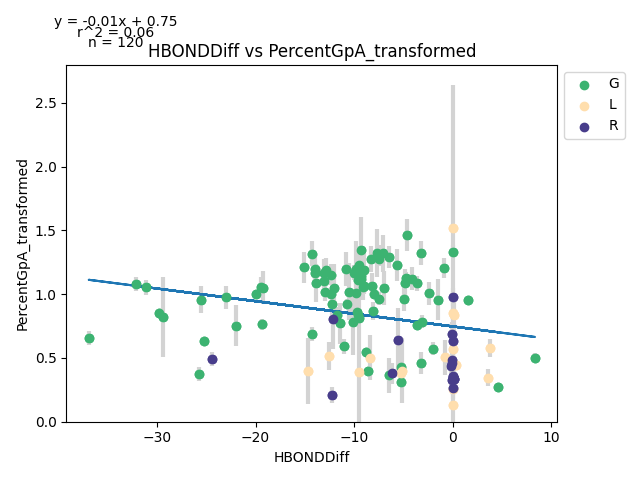 y = -0.01x + 0.75
r^2 = 0.06
n = 120
HBONDDiff vs PercentGpA_transformed
G
L
R
PercentGpA_transformed
2.5
2.0
1.5
1.0
0.5
0.0
−30
−20
−10
0
10
HBONDDiff